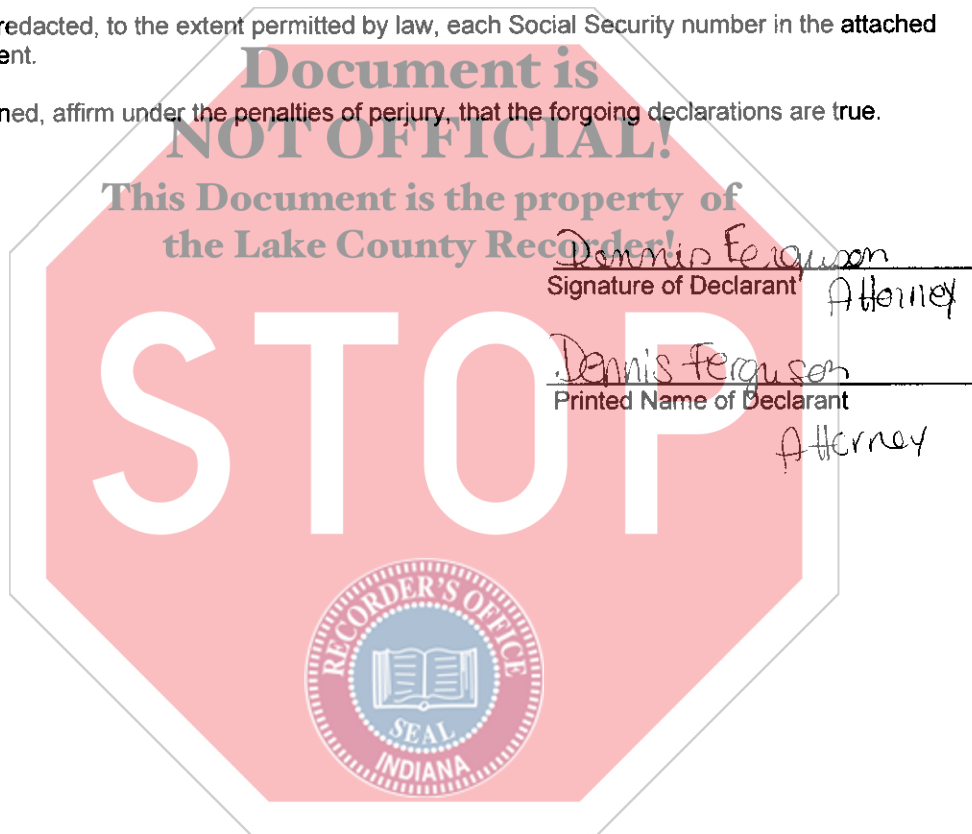 redacted, to the extent permitted by law, each Social Security number in the attached
ent.
Document is
ned, affirm under the penalties of perjury, that the forgoing declarations are true.
NOT OFFICIAL!
This Document is the property of
the Lake County Recorder!
Dennis Ferguson
Signature of Declarant
Attorney
Dennis Ferguson
Printed Name of Declarant
Attorney
STOP
RECORDER'S OFFICE
SEAL
INDIANA